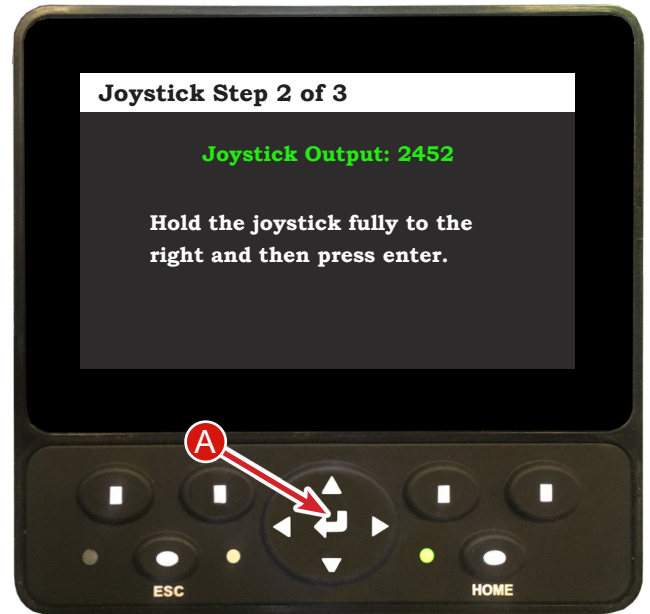 Joystick Step 2 of 3
Joystick Output: 2452
Hold the joystick fully to the
right and then press enter.
A
ESC
HOME